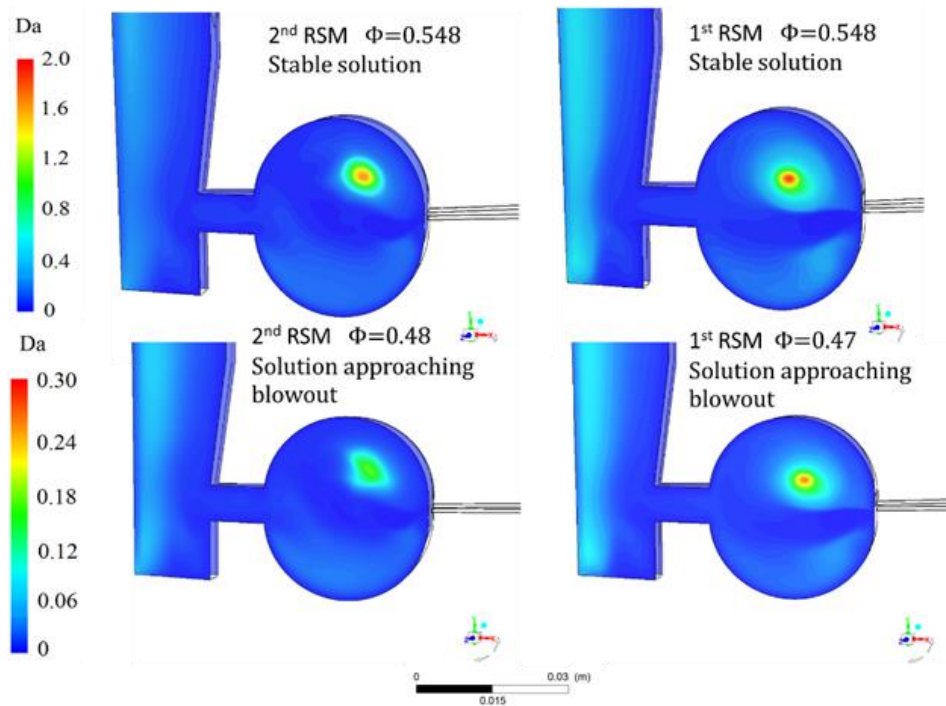 Da
2.0
1.6
1.2
0.8
0.4
0
2nd RSM Φ=0.548
Stable solution
1st RSM Φ=0.548
Stable solution
Da
0.30
0.24
0.18
0.12
0.06
0
2nd RSM Φ=0.48
Solution approaching
blowout
1st RSM Φ=0.47
Solution approaching
blowout
0 0.03 (m)
0.015